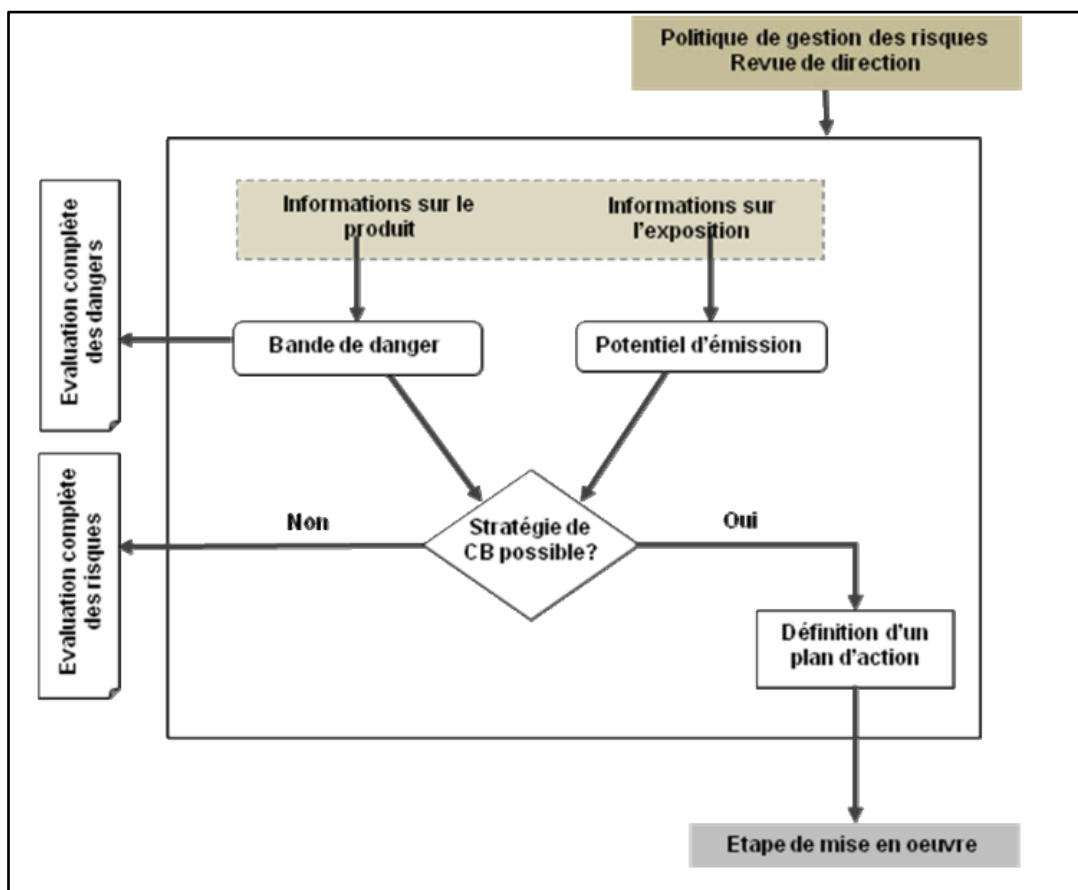 Politique de gestion des risques
Revue de direction
Informations sur le
produit
Informations sur
l'exposition
Evaluation complète
des dangers
Bande de danger
Potentiel d'émission
Evaluation complète
des risques
Non
Stratégie de
CB possible?
Oui
Définition d'un
plan d'action
Etape de mise en oeuvre